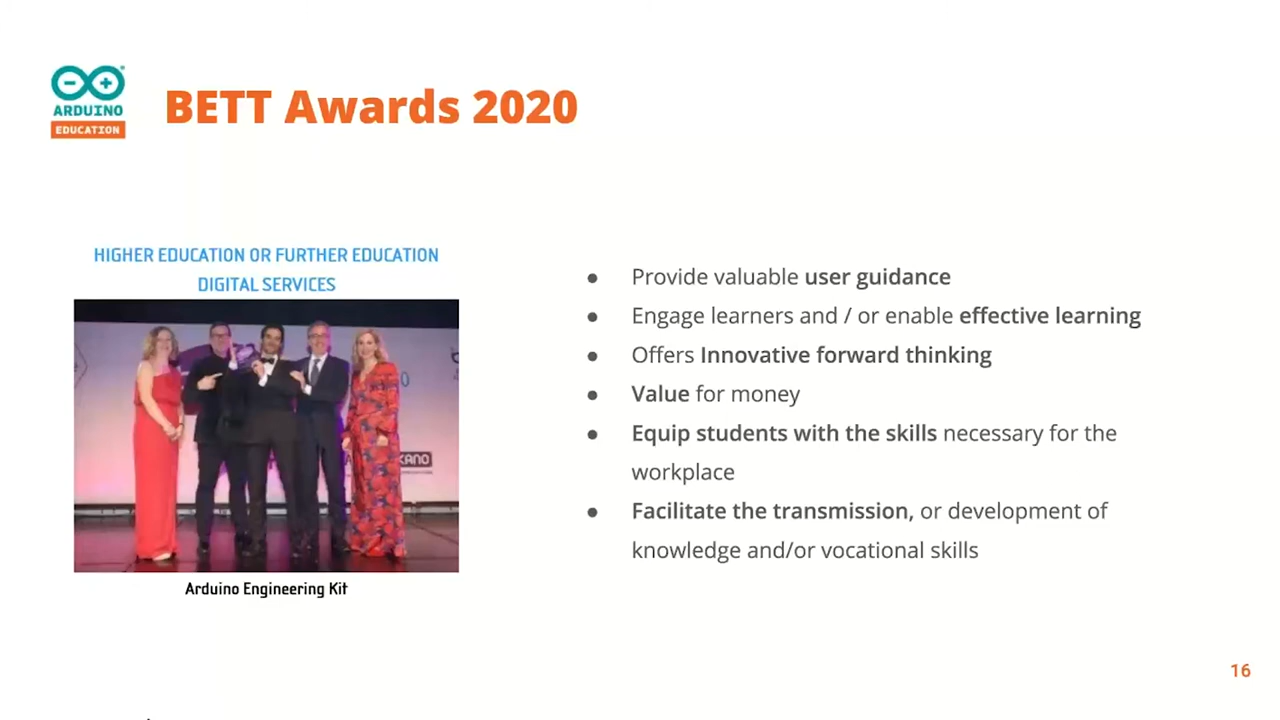 ARDUINO
EDUCATION
BETT Awards 2020
HIGHER EDUCATION OR FURTHER EDUCATION
DIGITAL SERVICES
KANO
Arduino Engineering Kit
● Provide valuable user guidance
● Engage learners and / or enable effective learning
● Offers Innovative forward thinking
● Value for money
● Equip students with the skills necessary for the
workplace
● Facilitate the transmission, or development of
knowledge and/or vocational skills
16